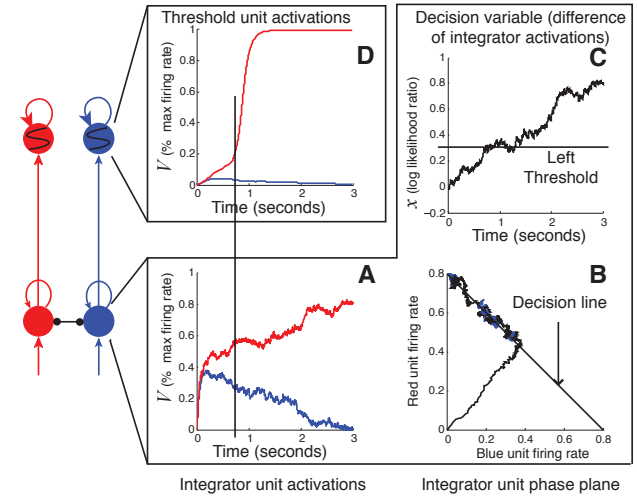 Threshold unit activations
D
V (% max firing rate)
1
0.8
0.6
0.4
0.2
0
0 1 2 3
Time (seconds)
Decision variable (difference
of integrator activations)
C
x (log likelihood ratio)
1
0.8
0.6
0.4
0.2
0
−0.2
0 1 2 3
Time (seconds)
Left
Threshold
A
V (% max firing rate)
1
0.8
0.6
0.4
0.2
0
0 1 2 3
Time (seconds)
Integrator unit activations
B
Decision line
Red unit firing rate
0.8
0.6
0.4
0.2
0
0 0.2 0.4 0.6 0.8
Blue unit firing rate
Integrator unit phase plane